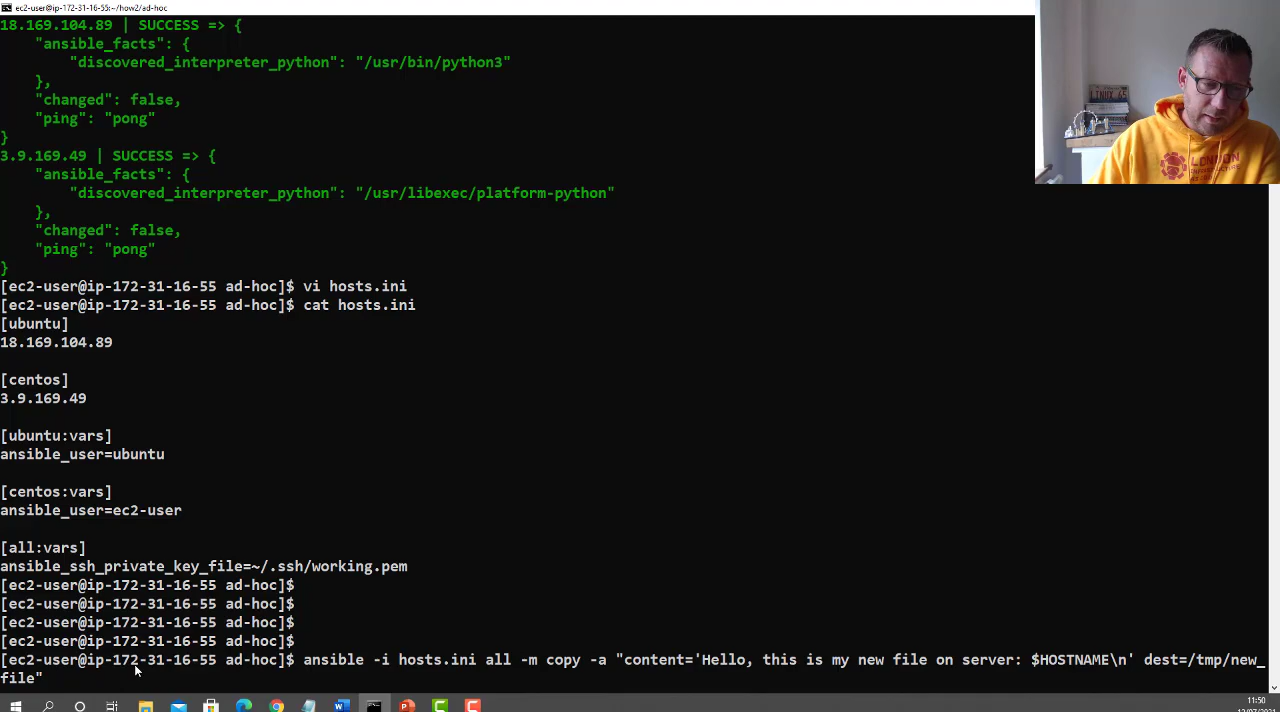 ec2-user@ip-172-31-16-55:~/how2/ad-hoc
18.169.104.89 | SUCCESS => {
"ansible_facts": {
"discovered_interpreter_python": "/usr/bin/python3"
},
"changed": false,
"ping": "pong"
}
3.9.169.49 | SUCCESS => {
"ansible_facts": {
"discovered_interpreter_python": "/usr/libexec/platform-python"
},
"changed": false,
"ping": "pong"
}
[ec2-user@ip-172-31-16-55 ad-hoc]$ vi hosts.ini
[ec2-user@ip-172-31-16-55 ad-hoc]$ cat hosts.ini
[ubuntu]
18.169.104.89
[centos]
3.9.169.49
[ubuntu:vars]
ansible_user=ubuntu
[centos:vars]
ansible_user=ec2-user
[all:vars]
ansible_ssh_private_key_file=~/.ssh/working.pem
[ec2-user@ip-172-31-16-55 ad-hoc]$
[ec2-user@ip-172-31-16-55 ad-hoc]$
[ec2-user@ip-172-31-16-55 ad-hoc]$
[ec2-user@ip-172-31-16-55 ad-hoc]$
[ec2-user@ip-172-31-16-55 ad-hoc]$ ansible -i hosts.ini all -m copy -a "content='Hello, this is my new file on server: $HOSTNAME\n' dest=/tmp/new_
file"
LINUX
LONDON
11:50